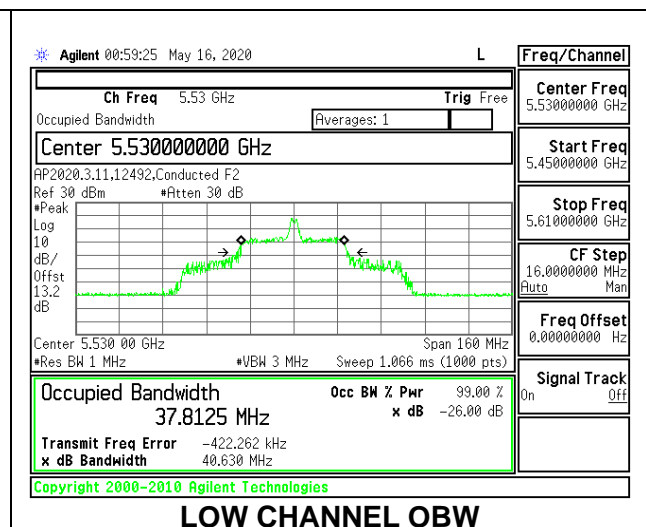 Agilent 00:59:25 May 16, 2020 L Freq/Channel
Ch Freq 5.53 GHz Trig Free
Occupied Bandwidth Averages: 1
Center 5.530000000 GHz
AP2020.3.11,12492,Conducted F2
Ref 30 dBm #Atten 30 dB
#Peak
Log
10
dB/
Offst
13.2
dB
Center 5.530 00 GHz Span 160 MHz
#Res BW 1 MHz #VBW 3 MHz Sweep 1.066 ms (1000 pts)
Occupied Bandwidth Occ BW % Pwr 99.00 %
37.8125 MHz x dB -26.00 dB
Transmit Freq Error -422.262 kHz
x dB Bandwidth 40.630 MHz
Copyright 2000-2010 Agilent Technologies
Center Freq
5.53000000 GHz
Start Freq
5.45000000 GHz
Stop Freq
5.61000000 GHz
CF Step
16.0000000 MHz
Auto Man
Freq Offset
0.00000000 Hz
Signal Track
On Off
LOW CHANNEL OBW